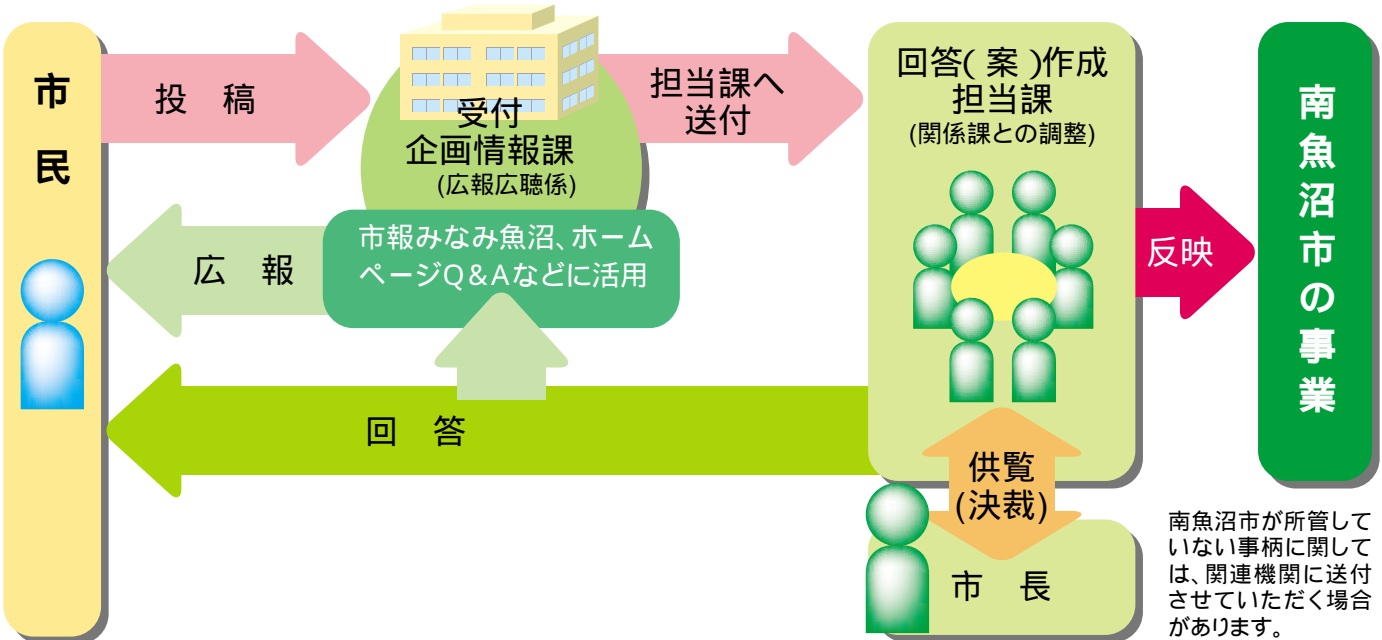 市民
投　稿
受付
企画情報課
(広報広聴係)
担当課へ
送付
回答(案)作成
担当課
(関係課との調整)
反映
南魚沼市の事業
市報みなみ魚沼、ホーム
ページQ&Aなどに活用
広　報
回　答
供覧
(決裁)
市　長
南魚沼市が所管して
いない事柄に関して
は、関連機関に送付
させていただく場合
があります。